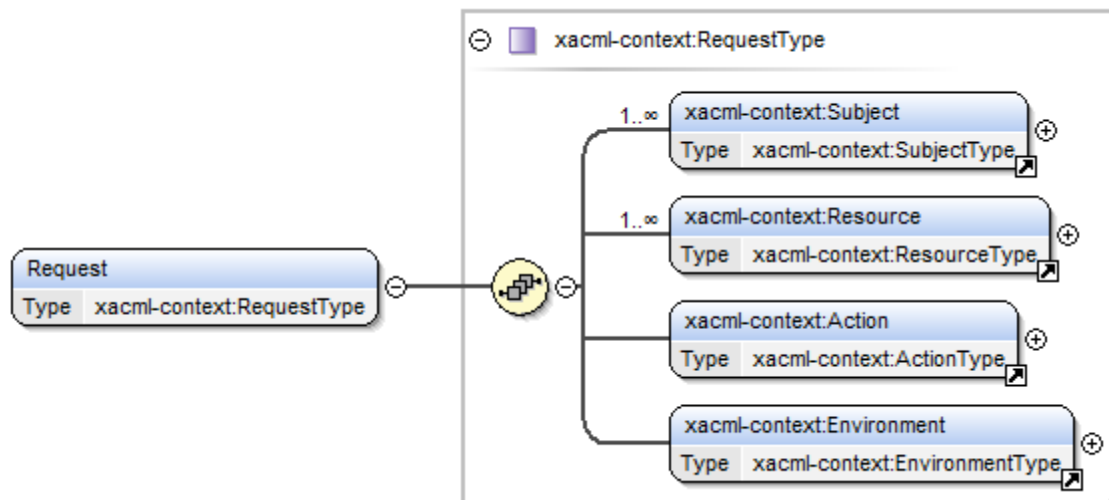 xacml-context:RequestType
1..∞
xacml-context:Subject
Type xacml-context:SubjectType
1..∞
xacml-context:Resource
Type xacml-context:ResourceType
Request
Type xacml-context:RequestType
xacml-context:Action
Type xacml-context:ActionType
xacml-context:Environment
Type xacml-context:EnvironmentType